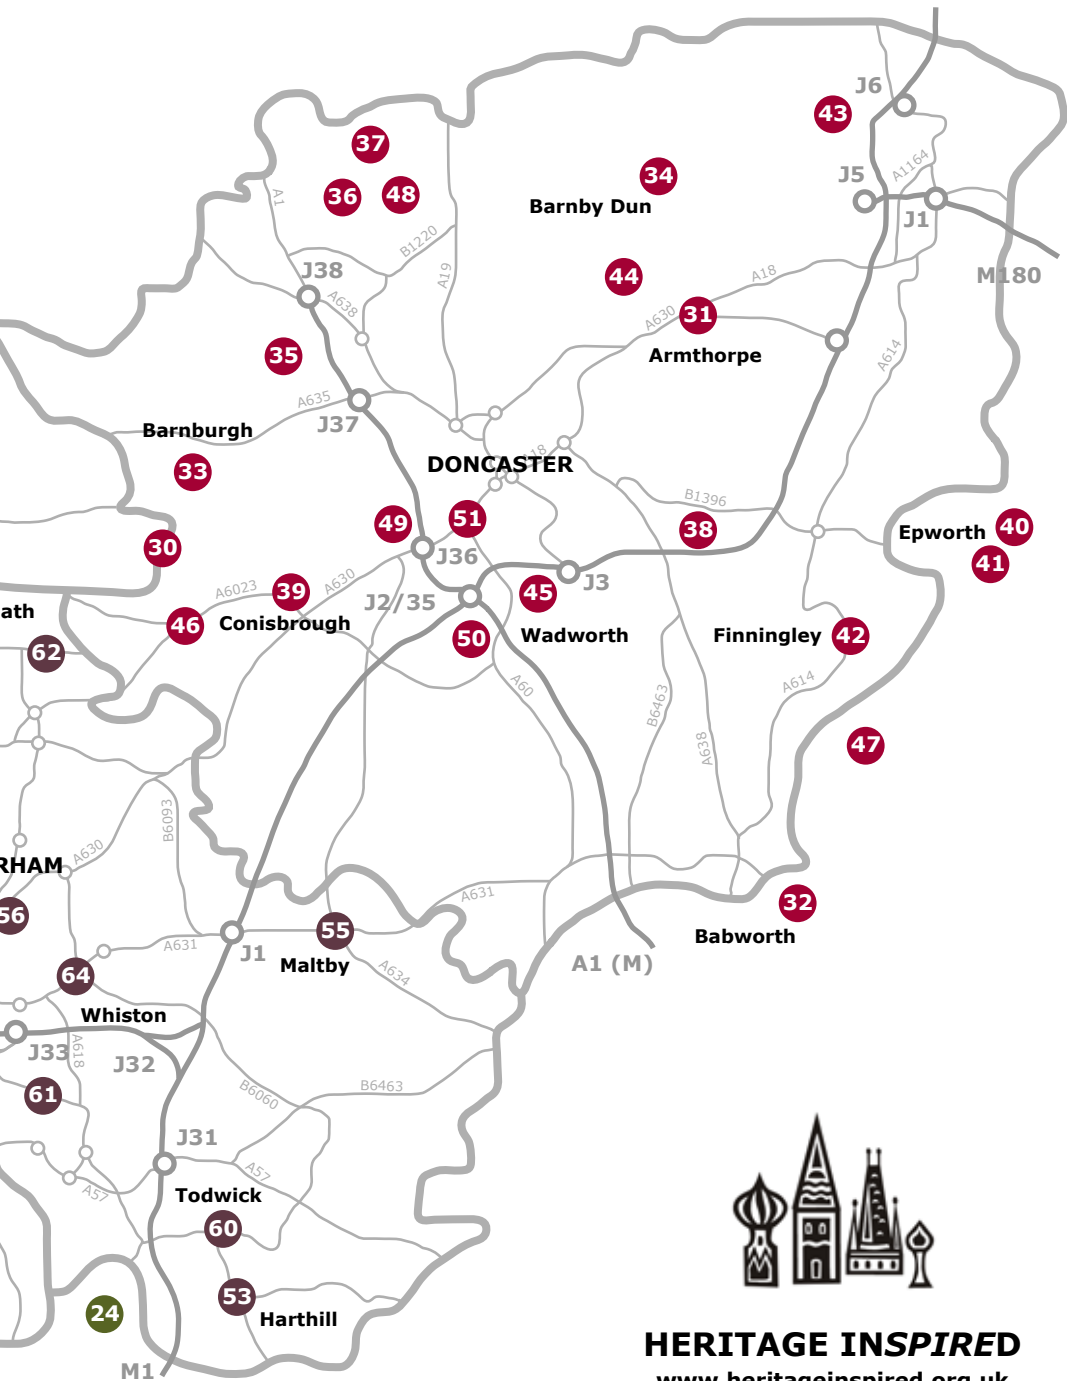 J6
43
37
A1164
34
J5
36
48
A1
Barnby Dun
J1
B1220
J38
A19
44
A18
M180
A638
A630
31
35
Armthorpe
A614
A635
J37
Barnburgh
DONCASTER
33
B1396
49
51
38
40
Epworth
30
J36
41
A6023
39
A630
J2/35
45
J3
ath
46
Conisbrough
50
Wadworth
Finningley
42
62
A60
A614
B6463
A638
47
B6093
A630
RHAM
A631
32
56
55
Babworth
A631
J1
Maltby
A1 (M)
64
A634
Whiston
J33
A618
J32
61
B6060
B6463
J31
A57
A57
Todwick
60
53
24
Harthill
M1
HERITAGE INSPIRED
www.heritageinspired.org.uk